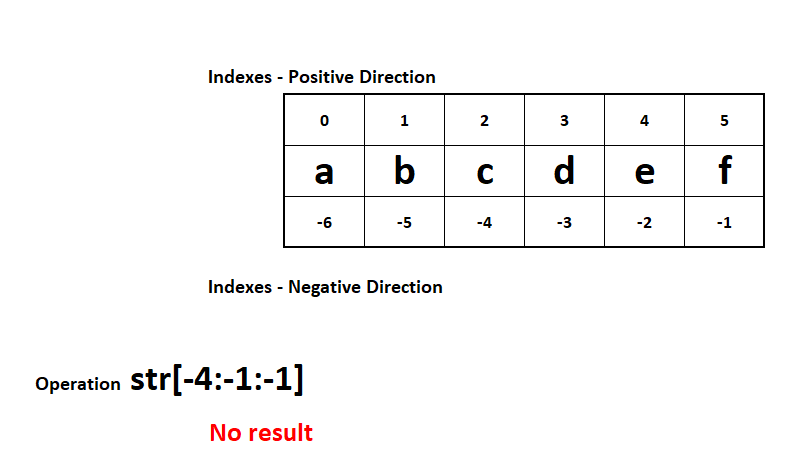 Indexes - Positive Direction
0 1 2 3 4 5
a b c d e f
-6 -5 -4 -3 -2 -1
Indexes - Negative Direction
Operation str[-4:-1:-1]
No result